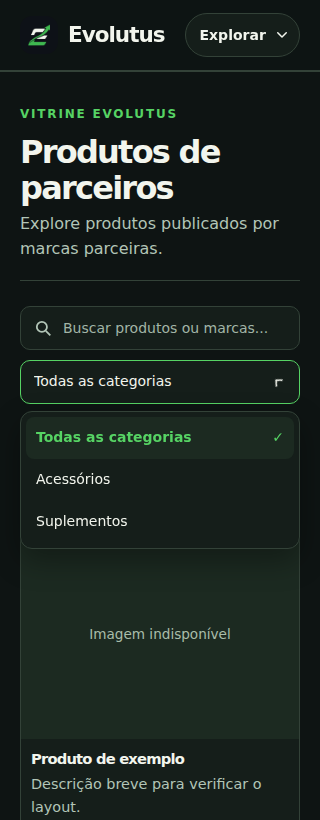 Evolutus
Explorar
VITRINE EVOLUTUS
Produtos de
parceiros
Explore produtos publicados por
marcas parceiras.
Buscar produtos ou marcas...
Todas as categorias
Todas as categorias ✓
Acessórios
Suplementos
Imagem indisponível
Produto de exemplo
Descrição breve para verificar o
layout.